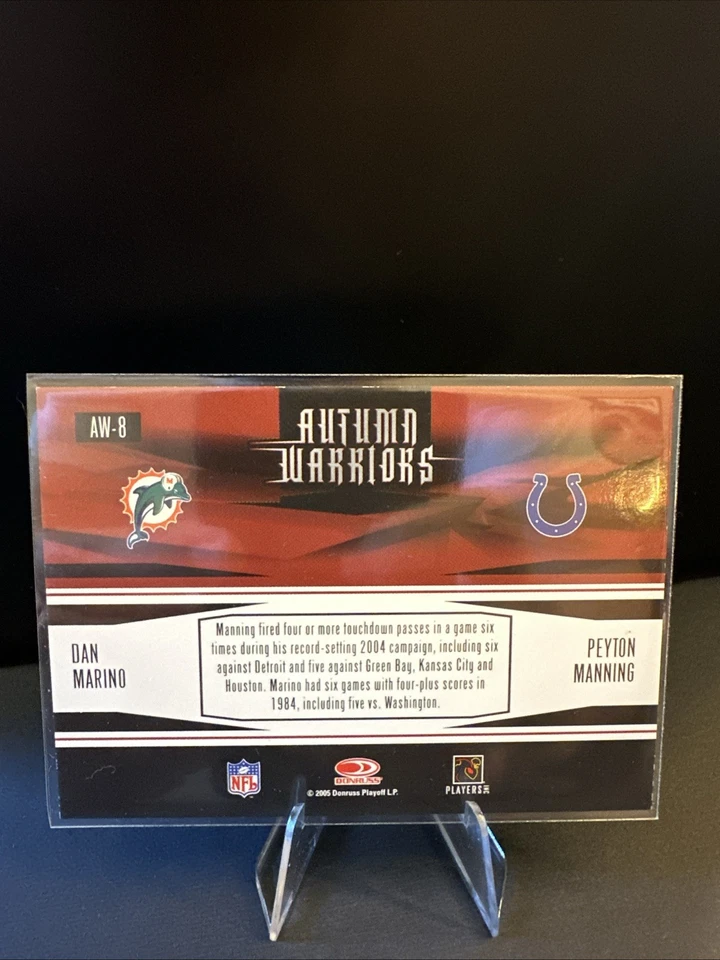 AW-8
AUTUMN
WARRIORS
DAN
MARINO
Manning fired four or more touchdown passes in a game six
times during his record-setting 2004 campaign, including six
against Detroit and five against Green Bay, Kansas City and
Houston. Marino had six games with four-plus scores in
1984, including five vs. Washington.
PEYTON
MANNING
NFL
DONRUSS
© 2005 Donruss Playoff L.P.
PLAYERS INC